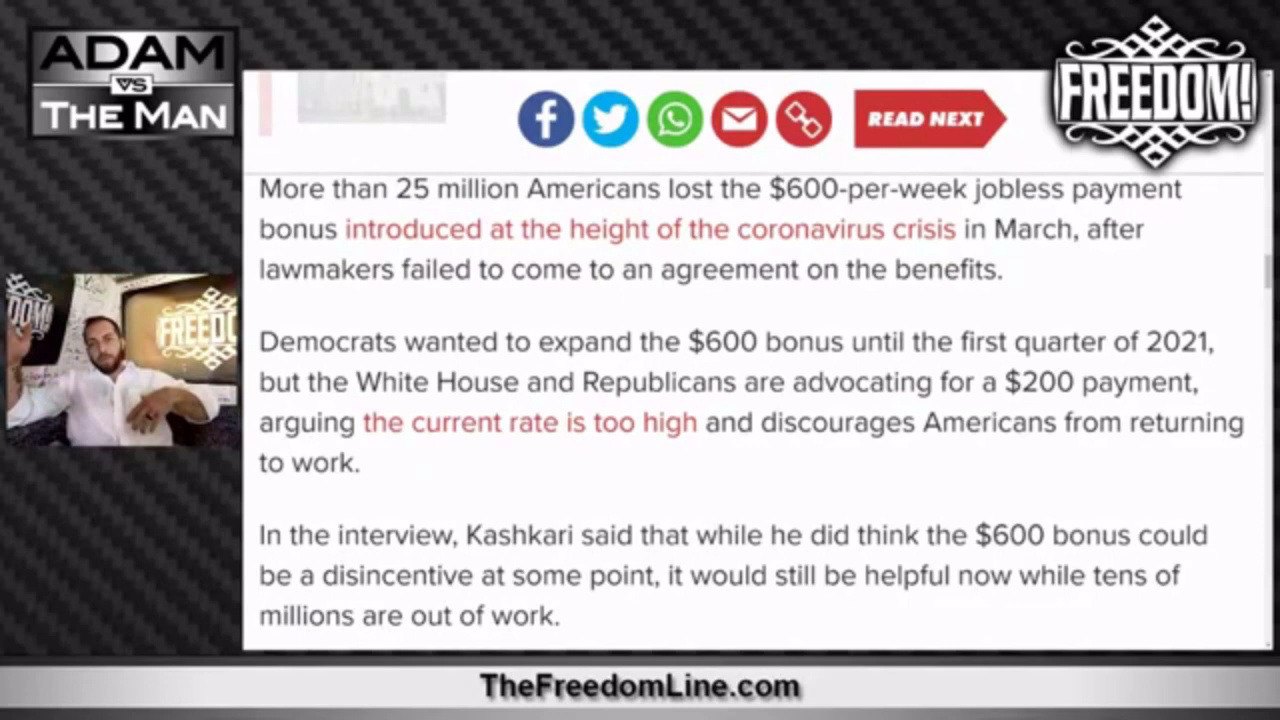 ADAM
VS
THE MAN
FREEDOM!
READ NEXT
More than 25 million Americans lost the $600-per-week jobless payment
bonus introduced at the height of the coronavirus crisis in March, after
lawmakers failed to come to an agreement on the benefits.
Democrats wanted to expand the $600 bonus until the first quarter of 2021,
but the White House and Republicans are advocating for a $200 payment,
arguing the current rate is too high and discourages Americans from returning
to work.
In the interview, Kashkari said that while he did think the $600 bonus could
be a disincentive at some point, it would still be helpful now while tens of
millions are out of work.
DOM!
FREEDO
TheFreedomLine.com